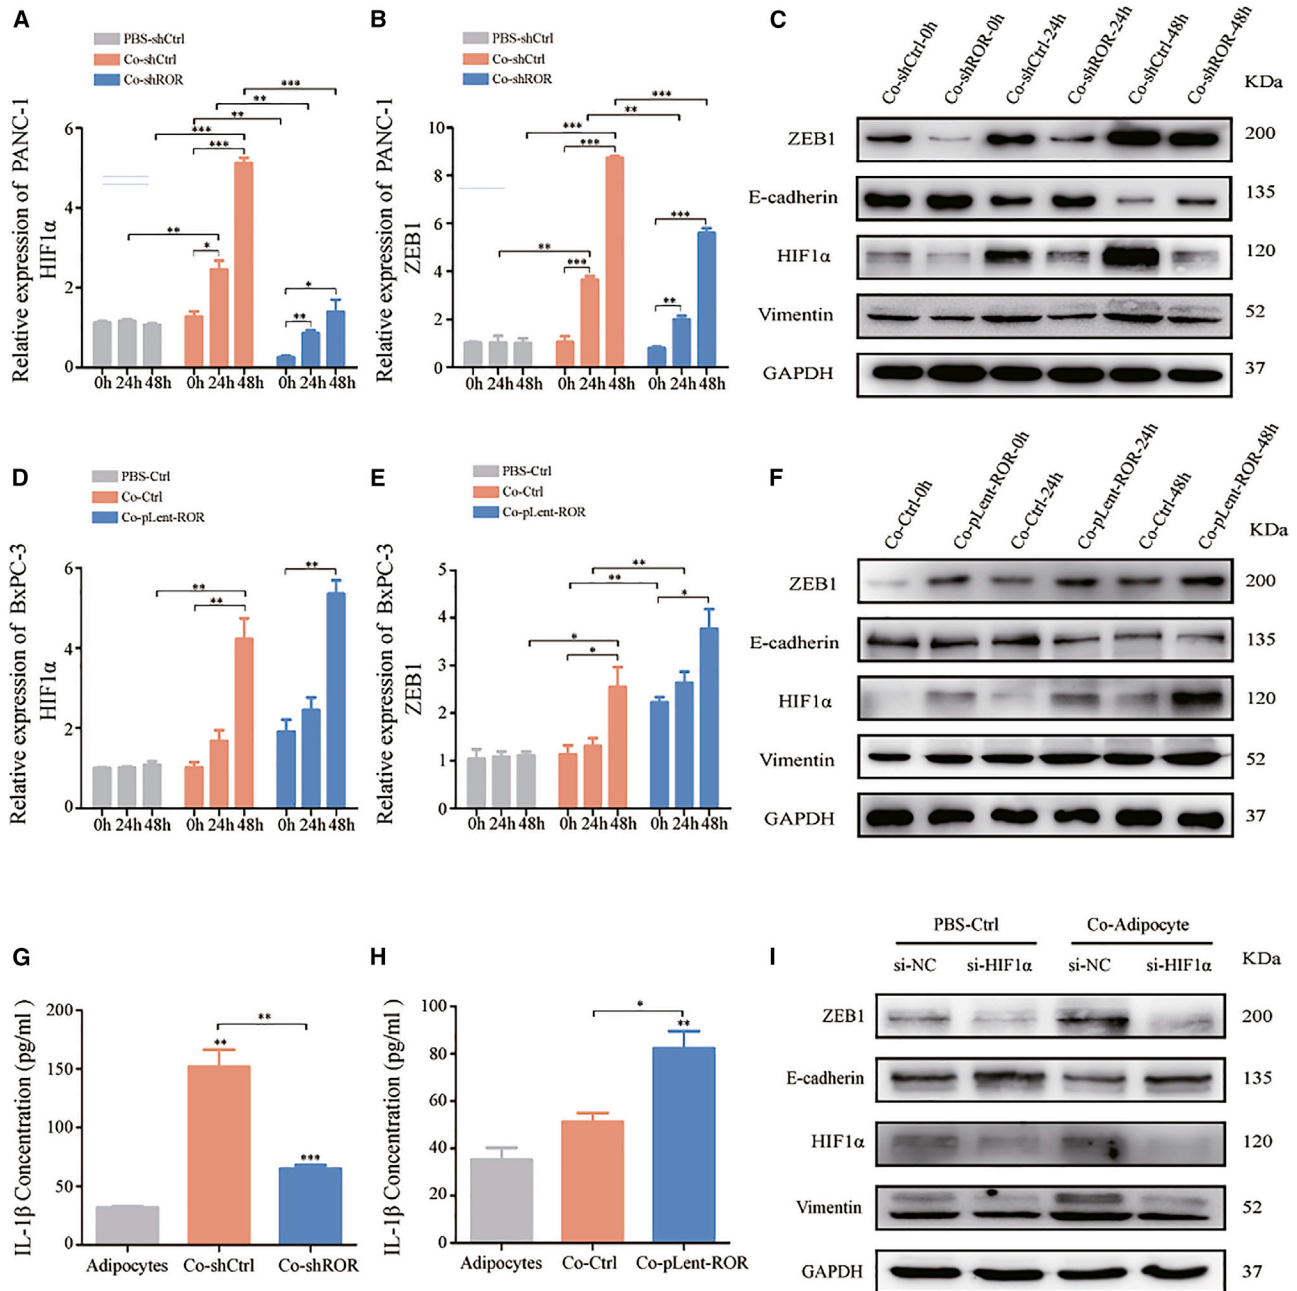 A
PBS-shCtrl
Co-shCtrl
Co-shROR
Relative expression of PANC-1
HIF1α
6
4
2
0
***
**
**
***
***
**
*
*
**
0h 24h 48h
0h 24h 48h
0h 24h 48h
B
PBS-shCtrl
Co-shCtrl
Co-shROR
Relative expression of PANC-1
ZEB1
10
8
6
4
2
0
***
**
***
***
***
**
***
**
0h 24h 48h
0h 24h 48h
0h 24h 48h
C
Co-shCtrl-0h
Co-shROR-0h
Co-shCtrl-24h
Co-shROR-24h
Co-shCtrl-48h
Co-shROR-48h
KDa
ZEB1 200
E-cadherin 135
HIF1α 120
Vimentin 52
GAPDH 37
D
PBS-Ctrl
Co-Ctrl
Co-pLent-ROR
Relative expression of BxPC-3
HIF1α
6
4
2
0
**
**
**
0h 24h 48h
0h 24h 48h
0h 24h 48h
E
PBS-Ctrl
Co-Ctrl
Co-pLent-ROR
Relative expression of BxPC-3
ZEB1
5
4
3
2
1
0
**
**
*
*
*
0h 24h 48h
0h 24h 48h
0h 24h 48h
F
Co-Ctrl-0h
Co-pLent-ROR-0h
Co-Ctrl-24h
Co-pLent-ROR-24h
Co-Ctrl-48h
Co-pLent-ROR-48h
KDa
ZEB1 200
E-cadherin 135
HIF1α 120
Vimentin 52
GAPDH 37
G
IL-1β Concentration (pg/ml )
200
150
100
50
0
**
**
***
Adipocytes Co-shCtrl Co-shROR
H
IL-1β Concentration (pg/ml )
100
80
60
40
20
0
*
**
Adipocytes Co-Ctrl Co-pLent-ROR
I
PBS-Ctrl Co-Adipocyte
si-NC si-HIF1α si-NC si-HIF1α KDa
ZEB1 200
E-cadherin 135
HIF1α 120
Vimentin 52
GAPDH 37